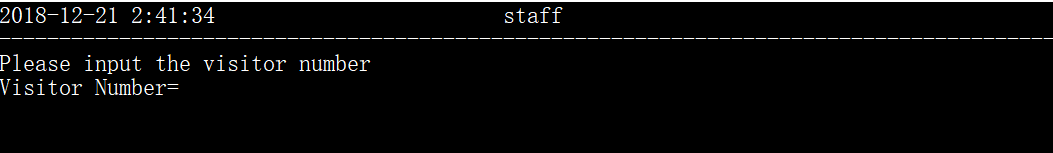 2018-12-21 2:41:34 staff
----------------------------------------------------------------------------------------
Please input the visitor number
Visitor Number=